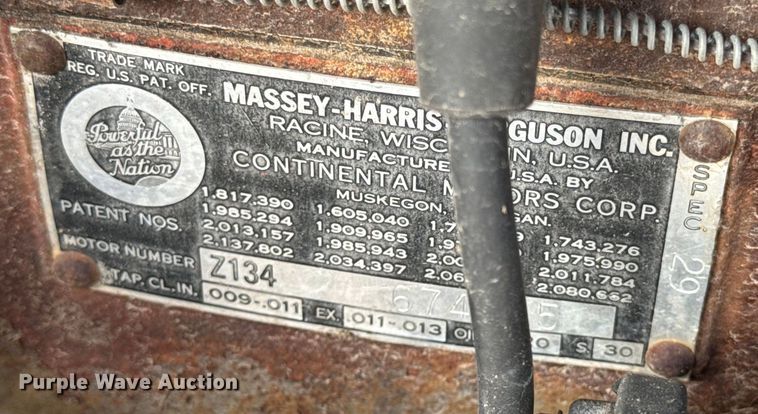 TRADE MARK
REG. U.S. PAT. OFF.
MASSEY-HARRIS GUSON INC.
RACINE, WISC N, U.S.A.
MANUFACTURE U.S.A. BY
CONTINENTAL M ORS CORP.
MUSKEGON, GAN.
Powerful
as the
Nation
PATENT NOS.
1,817,390
1,985,294 1,605,040 1,743,276
2,013,157 1,909,965 1,975,990
2,137,802 1,985,943 2,011,784
2,034,397 2,080,662
MOTOR NUMBER Z134 674 5
TAP. CL. IN. 009-.011 EX. .011-.013 0 S. 30
SPEC 29
Purple Wave Auction